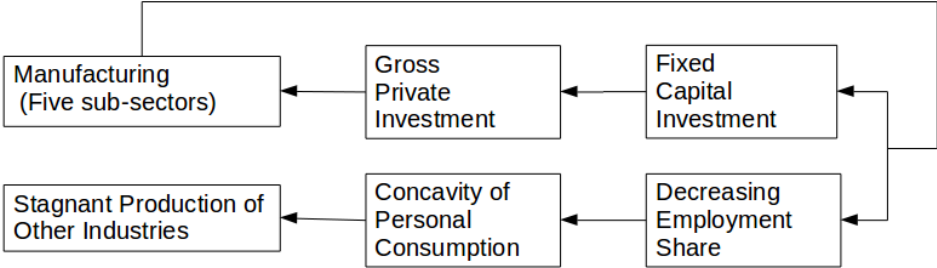 Manufacturing
(Five sub-sectors)
Gross
Private
Investment
Fixed
Capital
Investment
Stagnant Production of
Other Industries
Concavity of
Personal
Consumption
Decreasing
Employment
Share